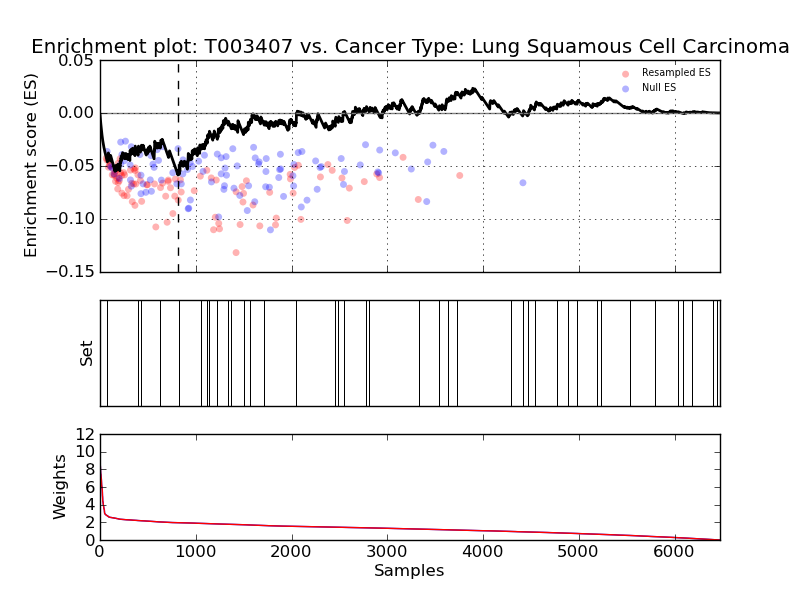 Enrichment plot: T003407 vs. Cancer Type: Lung Squamous Cell Carcinoma
0.05
0.00
−0.05
−0.10
−0.15
Enrichment score (ES)
Resampled ES
Null ES
Set
12
10
8
6
4
2
0
Weights
0 1000 2000 3000 4000 5000 6000
Samples